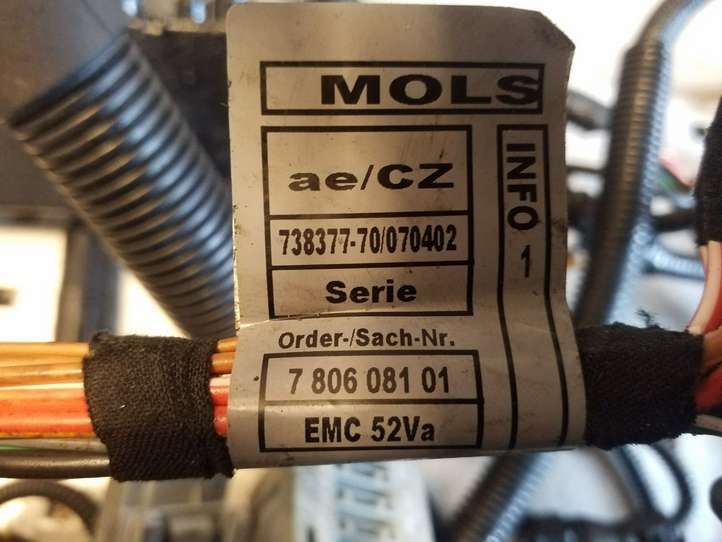 MOLS
ae/CZ
738377-70/070402
Serie
Order-/Sach-Nr.
7 806 081 01
EMC 52Va
INFO 1